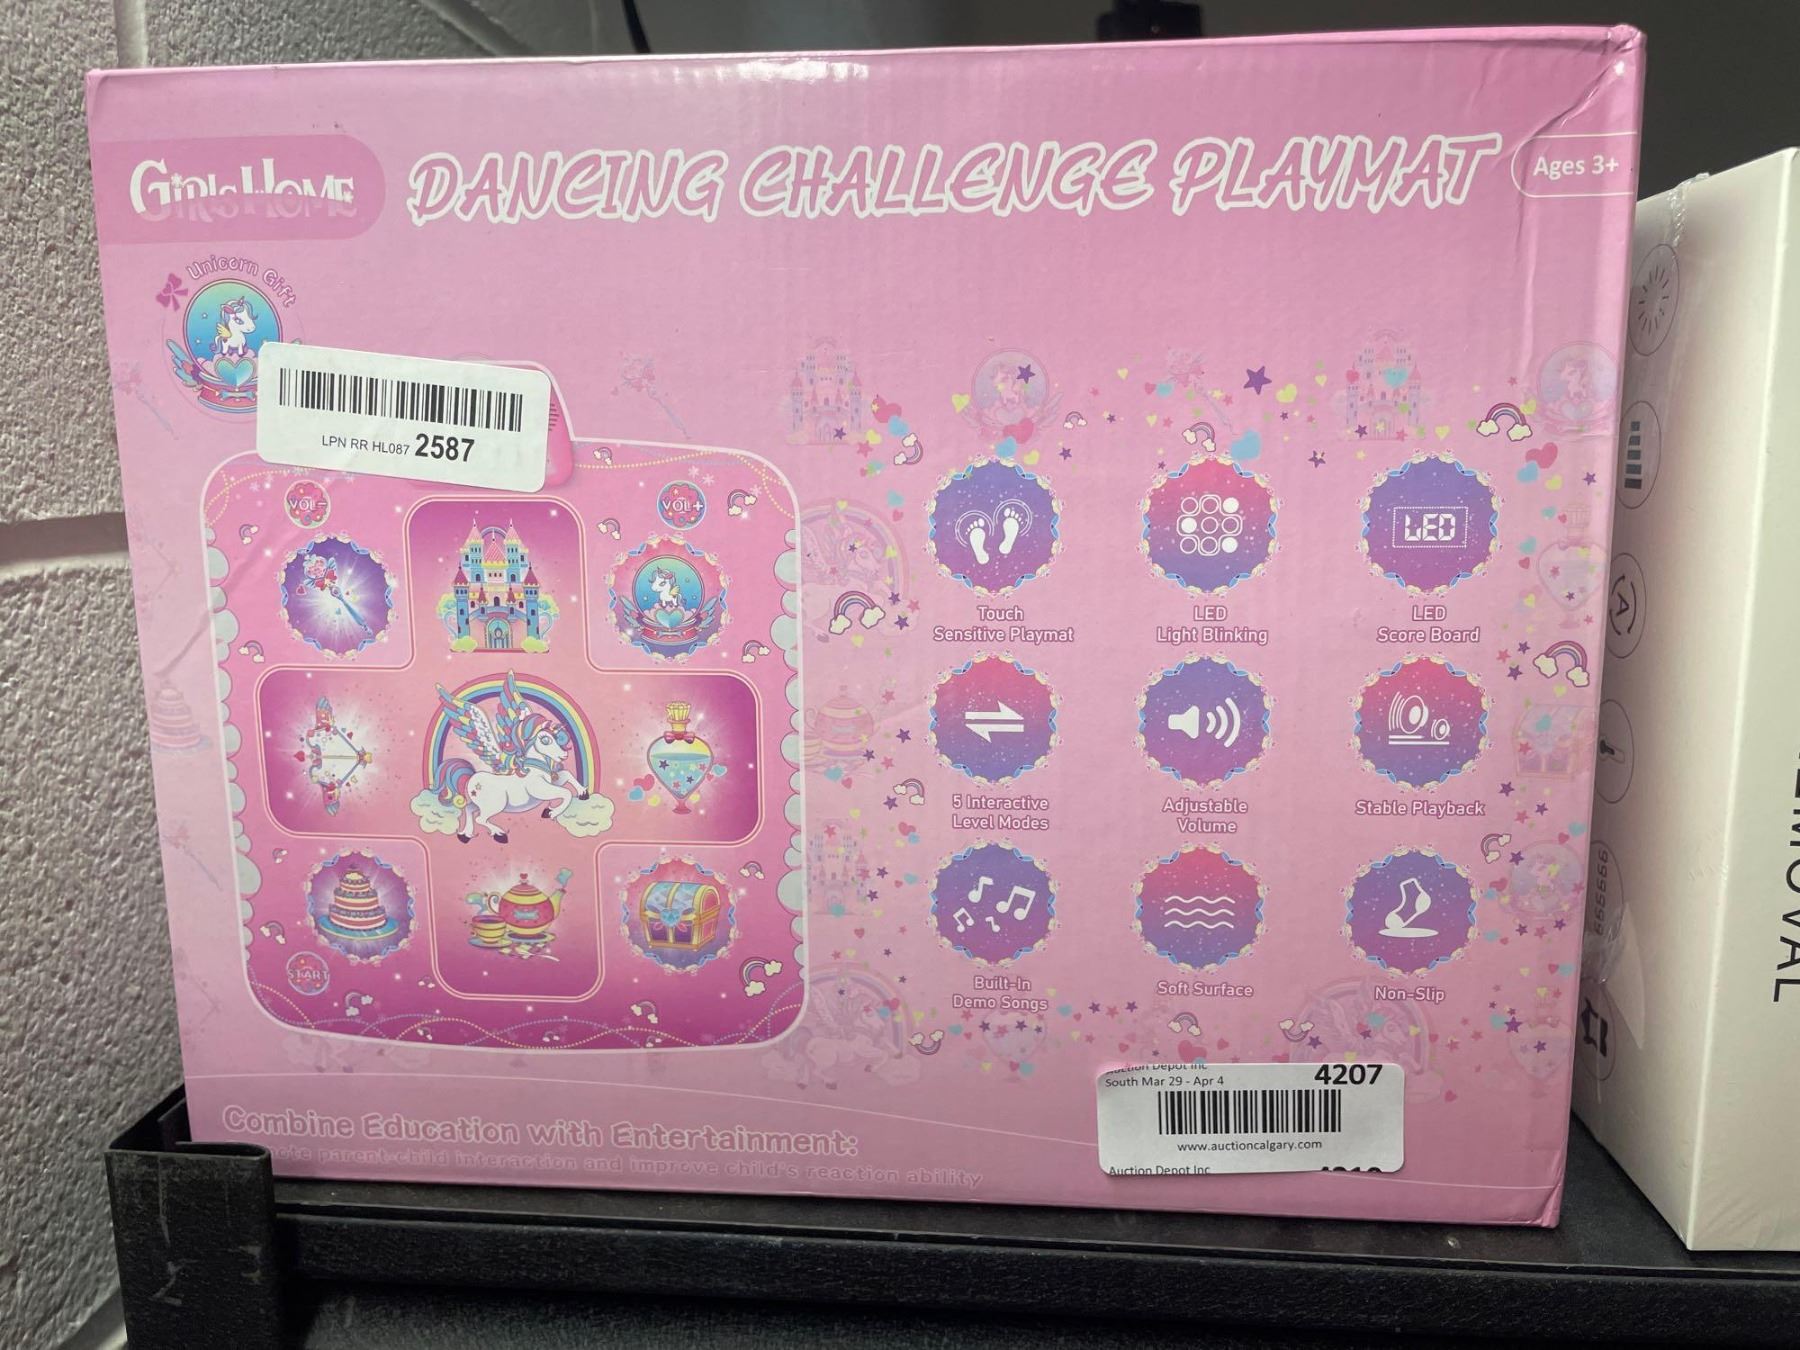 GIRLSHOME
DANCING CHALLENGE PLAYMAT
Ages 3+
Unicorn Gift
LPN RR HL087 2587
VOL-
VOL+
START
Touch
Sensitive Playmat
LED
Light Blinking
LED
LED
Score Board
5 Interactive
Level Modes
Adjustable
Volume
Stable Playback
Built-In
Demo Songs
Soft Surface
Non-Slip
Combine Education with Entertainment:
parent-child interaction and improve child's reaction ability
Auction Depot Inc
4207
South Mar 29 - Apr 4
www.auctioncalgary.com
Auction Depot Inc
A